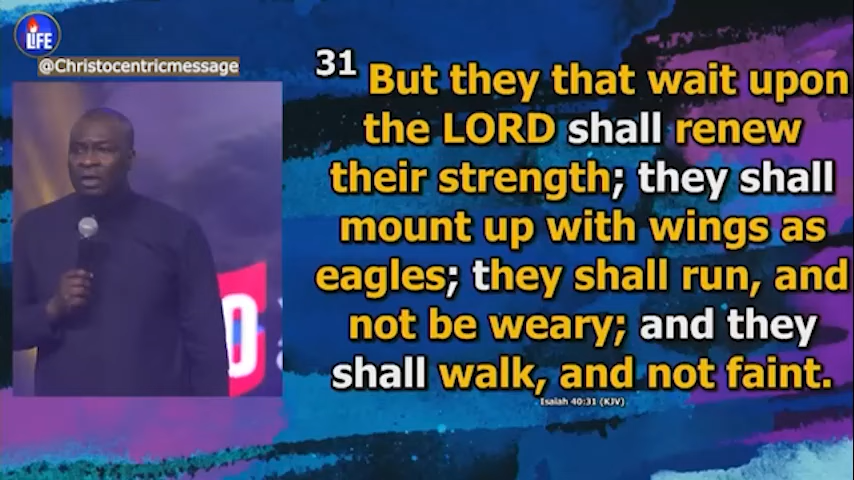 LIFE
@Christocentricmessage
31 But they that wait upon
the LORD shall renew
their strength; they shall
mount up with wings as
eagles; they shall run, and
not be weary; and they
shall walk, and not faint.
Isaiah 40:31 (KJV)